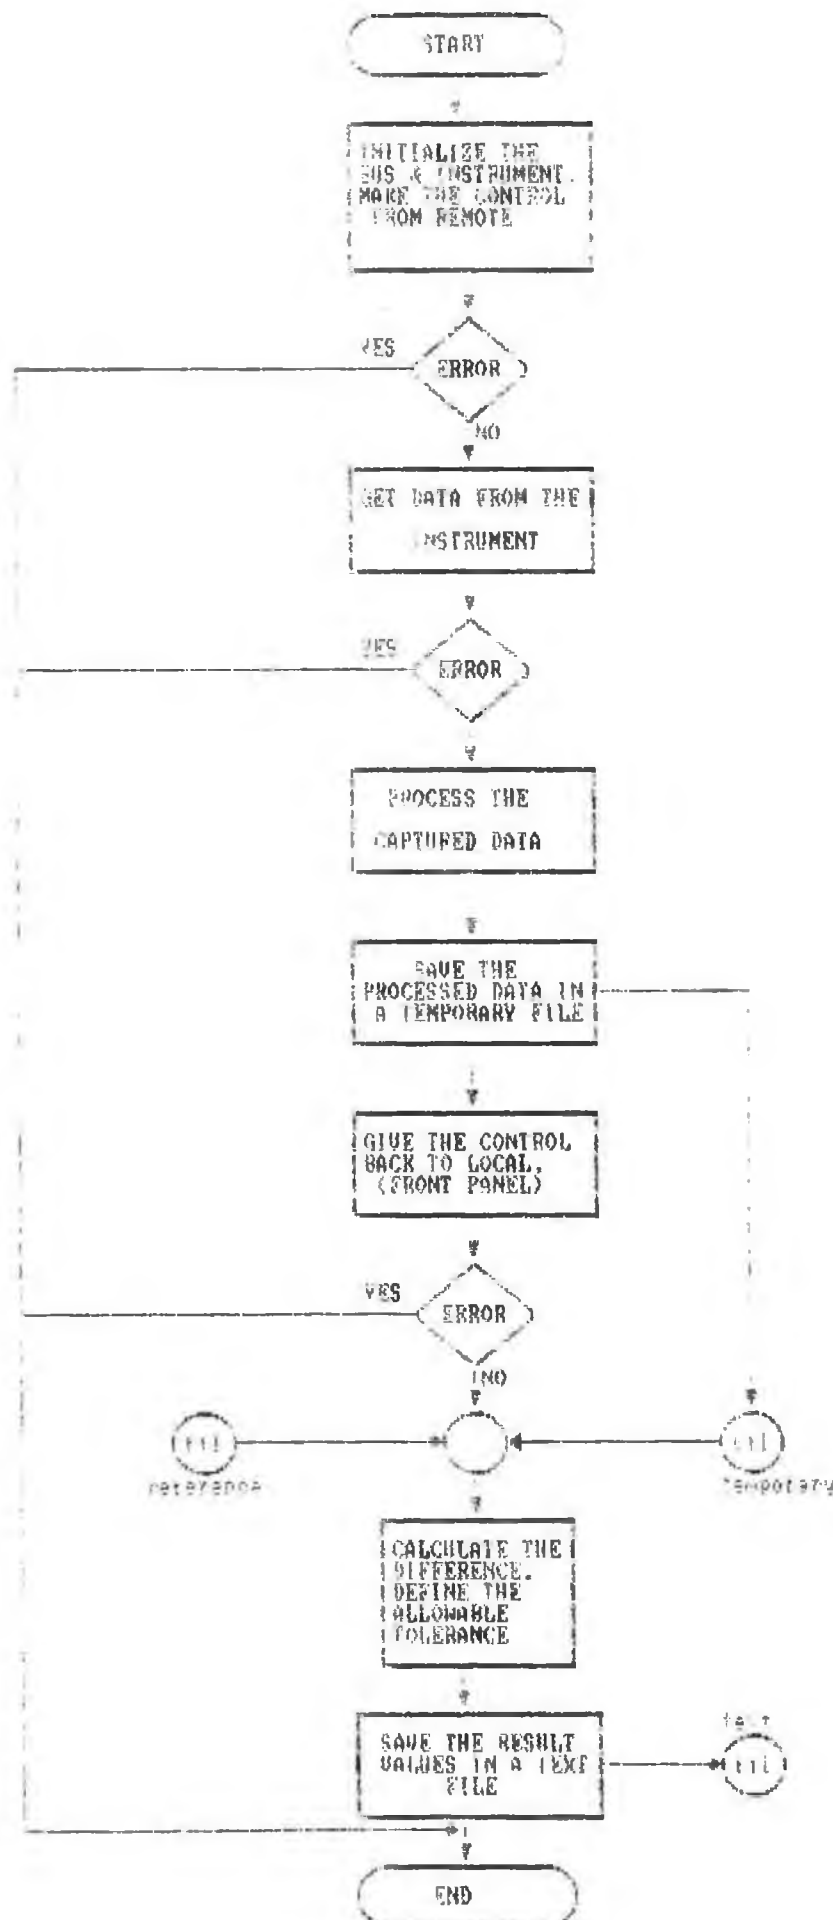 START
INITIALIZE THE
BUS & INSTRUMENT.
MAKE THE CONTROL
FROM REMOTE
YES
ERROR
NO
GET DATA FROM THE
INSTRUMENT
YES
ERROR
PROCESS THE
CAPTURED DATA
SAVE THE
PROCESSED DATA IN
A TEMPORARY FILE
GIVE THE CONTROL
BACK TO LOCAL,
(FRONT PANEL)
YES
ERROR
NO
reference
temporary
CALCULATE THE
DIFFERENCE.
DEFINE THE
ALLOWABLE
TOLERANCE
SAVE THE RESULT
VALUES IN A TEXT
FILE
END